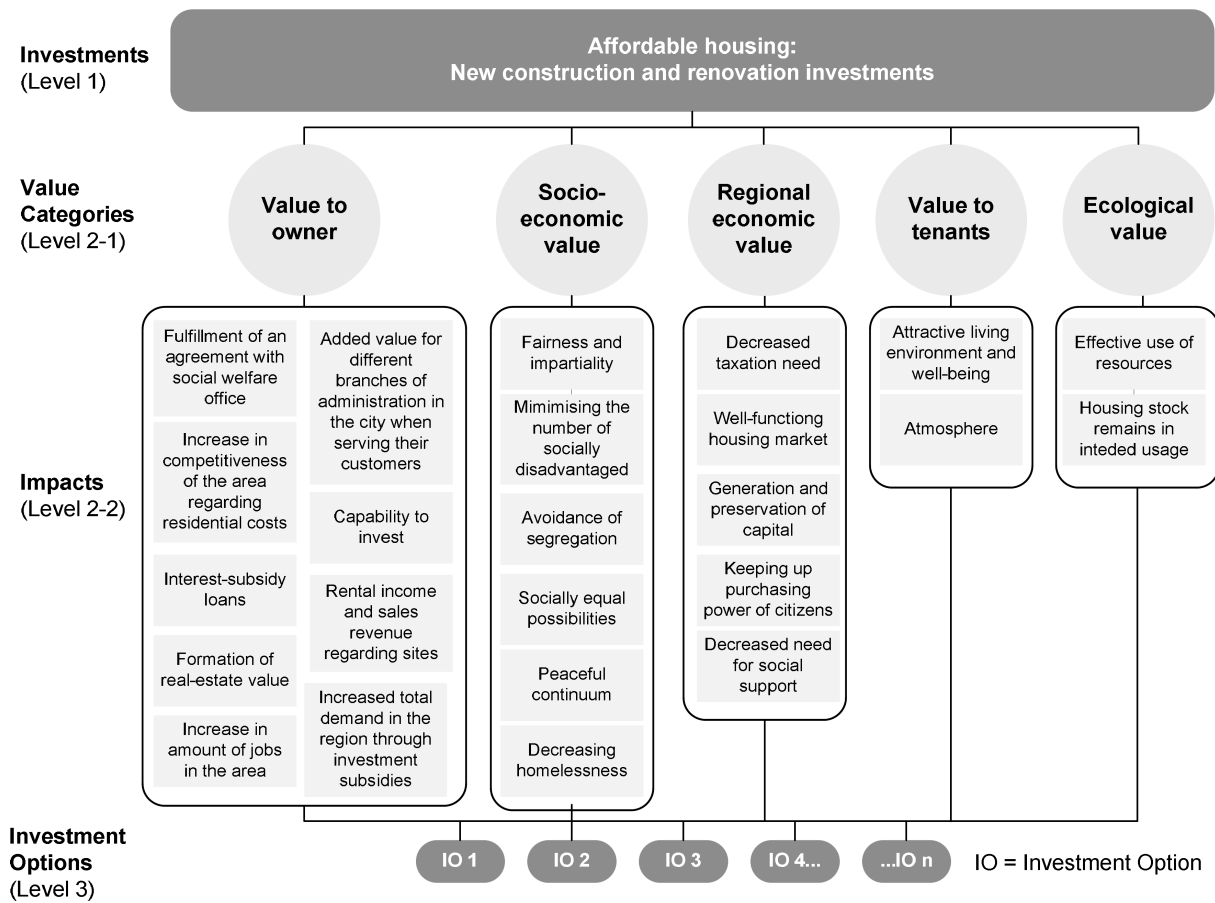 Investments
(Level 1)
Affordable housing:
New construction and renovation investments
Value
Categories
(Level 2-1)
Value to
owner
Socio-
economic
value
Regional
economic
value
Value to
tenants
Ecological
value
Impacts
(Level 2-2)
Fulfillment of an
agreement with
social welfare
office
Increase in
competitiveness
of the area
regarding
residential costs
Interest-subsidy
loans
Formation of
real-estate value
Increase in
amount of jobs
in the area
Added value for
different
branches of
administration in
the city when
serving their
customers
Capability to
invest
Rental income
and sales
revenue
regarding sites
Increased total
demand in the
region through
investment
subsidies
Fairness and
impartiality
Mimimising the
number of
socially
disadvantaged
Avoidance of
segregation
Socially equal
possibilities
Peaceful
continuum
Decreasing
homelessness
Decreased
taxation need
Well-functiong
housing market
Generation and
preservation of
capital
Keeping up
purchasing
power of citizens
Decreased need
for social
support
Attractive living
environment and
well-being
Atmosphere
Effective use of
resources
Housing stock
remains in
inteded usage
Investment
Options
(Level 3)
IO 1
IO 2
IO 3
IO 4...
...IO n
IO = Investment Option